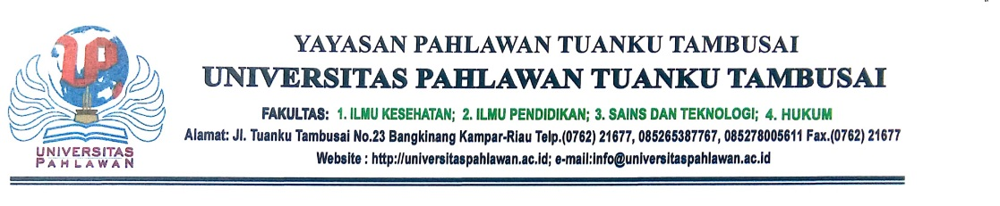 YAYASAN PAHLAWAN TUANKU TAMBUSAI
UNIVERSITAS PAHLAWAN TUANKU TAMBUSAI
FAKULTAS: 1. ILMU KESEHATAN; 2. ILMU PENDIDIKAN; 3. SAINS DAN TEKNOLOGI; 4. HUKUM
Alamat: Jl. Tuanku Tambusai No.23 Bangkinang Kampar-Riau Telp.(0762) 21677, 085265387767, 085278005611 Fax.(0762) 21677
Website : http://universitaspahlawan.ac.id; e-mail:Info@universitaspahlawan.ac.id
UP
UNIVERSITAS
PAHLAWAN